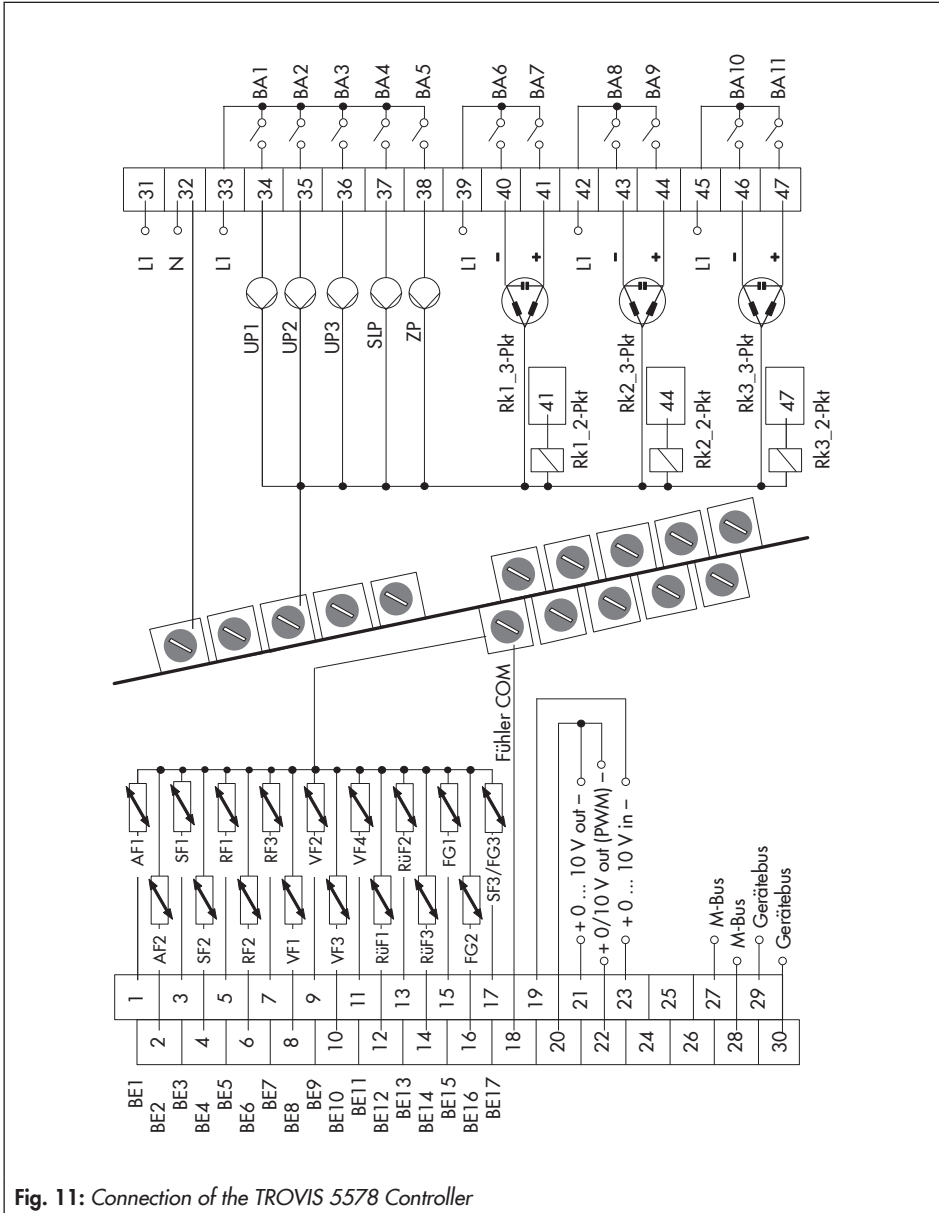 BA1
BA2
BA3
BA4
BA5
BA6
BA7
BA8
BA9
BA10
BA11
31
32
33
34
35
36
37
38
39
40
41
42
43
44
45
46
47
L1
N
L1
L1
L1
L1
–
+
–
+
–
+
UP1
UP2
UP3
SLP
ZP
Rk1_3-Pkt
Rk2_3-Pkt
Rk3_3-Pkt
41
44
47
Rk1_2-Pkt
Rk2_2-Pkt
Rk3_2-Pkt
Fühler COM
AF1
SF1
RF1
RF3
VF2
VF4
RüF2
FG1
SF3/FG3
AF2
SF2
RF2
VF1
VF3
RüF1
RüF3
FG2
+ 0 ... 10 V out –
+ 0/10 V out (PWM) –
+ 0 ... 10 V in –
M-Bus
M-Bus
Gerätebus
Gerätebus
1
3
5
7
9
11
13
15
17
19
21
23
25
27
29
2
4
6
8
10
12
14
16
18
20
22
24
26
28
30
BE1
BE2
BE3
BE4
BE5
BE6
BE7
BE8
BE9
BE10
BE11
BE12
BE13
BE14
BE15
BE16
BE17
Fig. 11: Connection of the TROVIS 5578 Controller